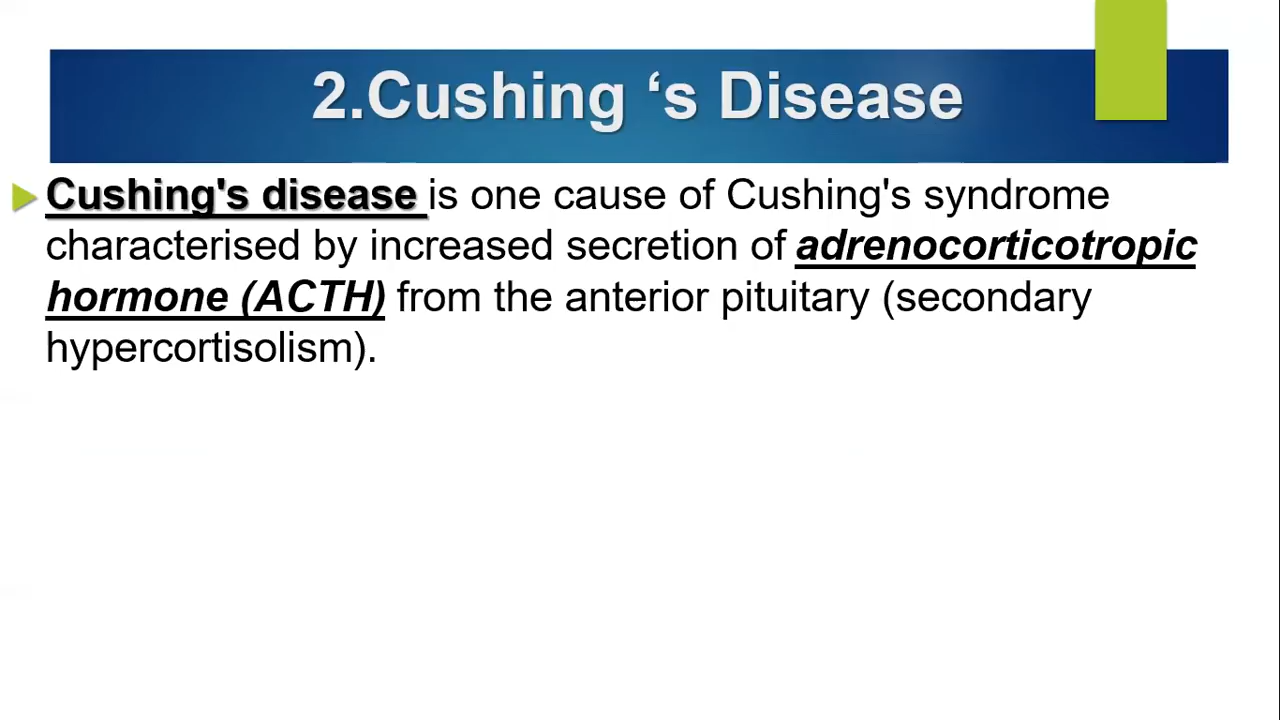 2.Cushing ‘s Disease
Cushing's disease is one cause of Cushing's syndrome
characterised by increased secretion of adrenocorticotropic
hormone (ACTH) from the anterior pituitary (secondary
hypercortisolism).